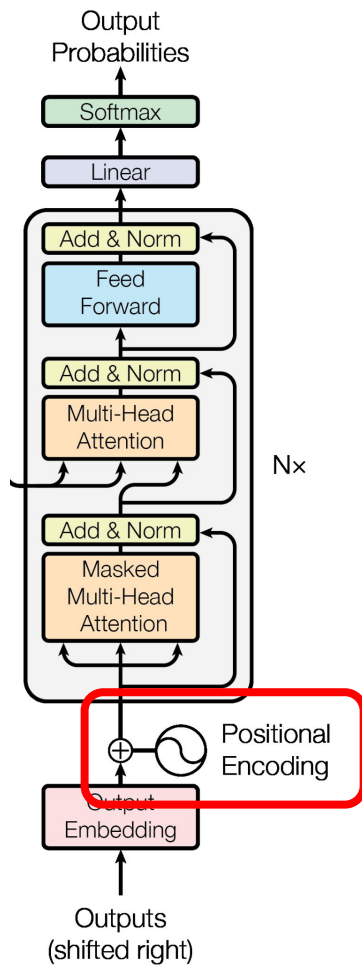 Output
Probabilities
Softmax
Linear
Add & Norm
Feed
Forward
Add & Norm
Multi-Head
Attention
N×
Add & Norm
Masked
Multi-Head
Attention
Positional
Encoding
Output
Embedding
Outputs
(shifted right)